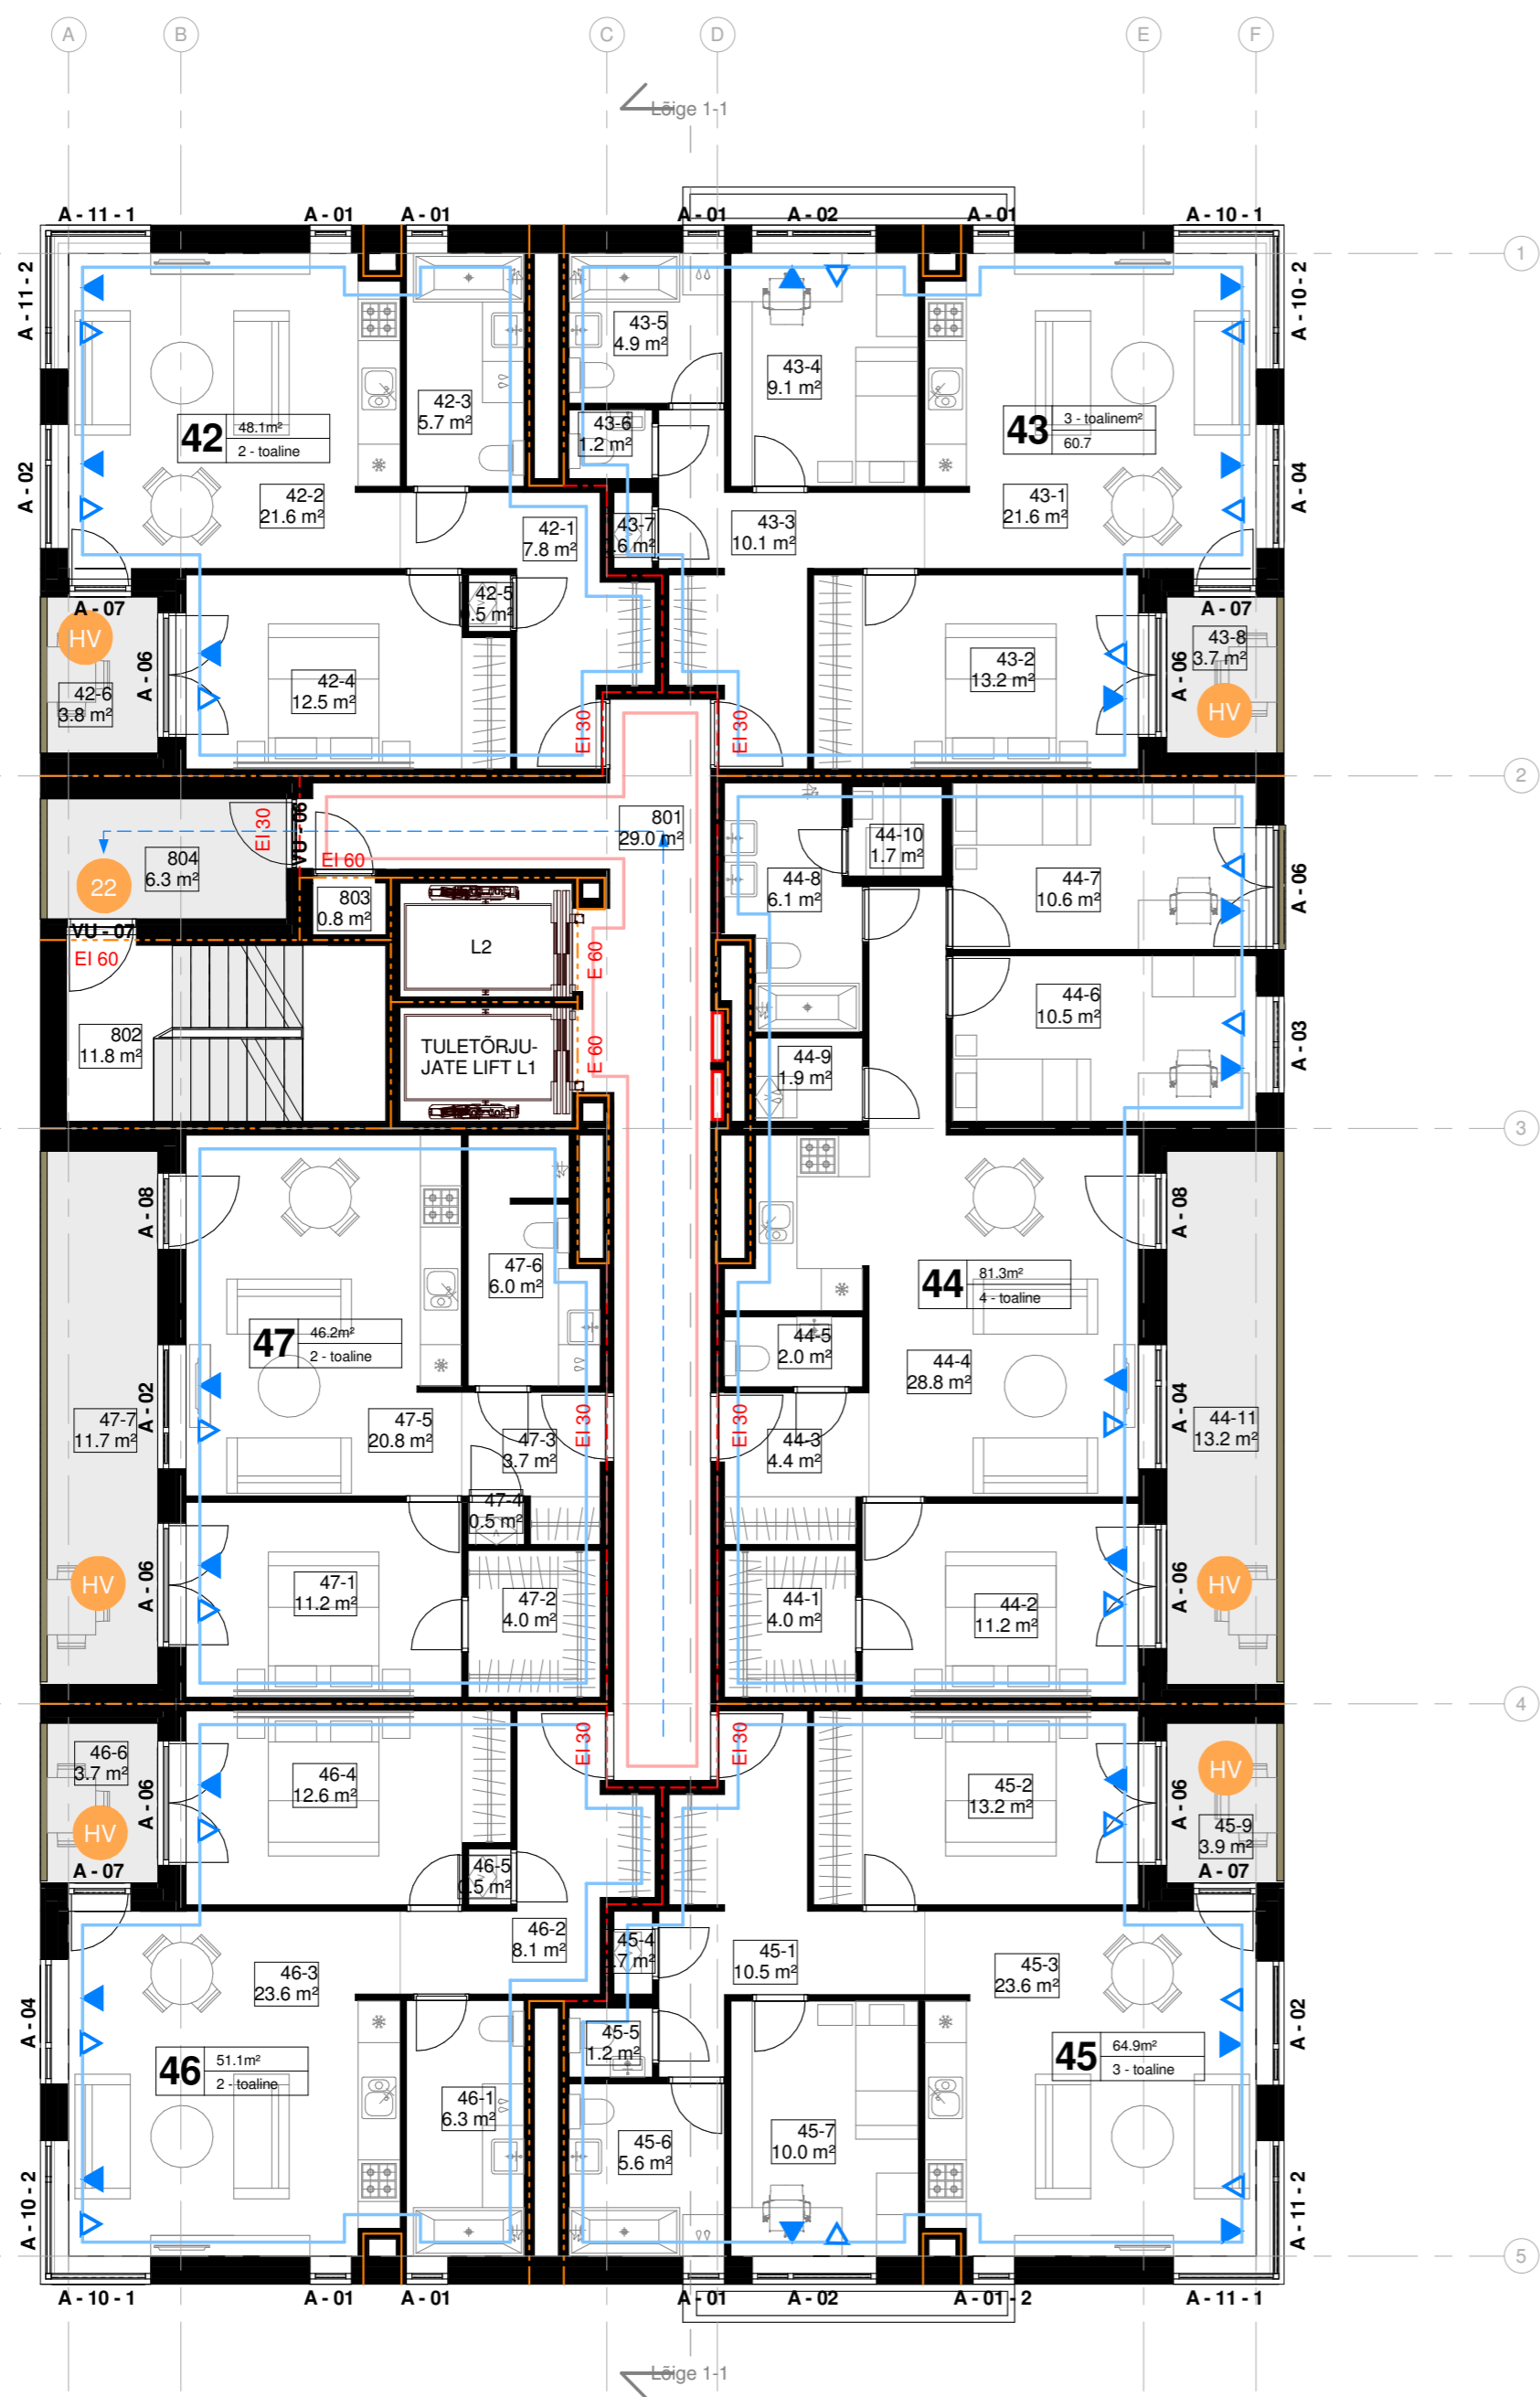 A
B
C
D
E
F
Lõige 1-1
A - 11 - 1
A - 01
A - 01
A - 01
A - 02
A - 01
A - 10 - 1
A - 11 - 2
A - 10 - 2
1
43-5
4.9 m²
43-4
9.1 m²
42-3
5.7 m²
43-6
1.2 m²
42
48.1m²
2 - toaline
43
3 - toalinem²
60.7
A - 02
A - 04
42-2
21.6 m²
42-1
7.8 m²
43-7
.6 m²
43-3
10.1 m²
43-1
21.6 m²
42-5
.5 m²
A - 07
HV
A - 06
42-6
3.8 m²
42-4
12.5 m²
43-2
13.2 m²
A - 07
43-8
3.7 m²
A - 06
HV
EI 30
EI 30
2
801
29.0 m²
EI 30
VU - 06
EI 60
804
6.3 m²
22
803
0.8 m²
44-10
1.7 m²
44-8
6.1 m²
44-7
10.6 m²
A - 06
VU - 07
EI 60
L2
E 60
44-6
10.5 m²
802
11.8 m²
TULETÕRJU-
JATE LIFT L1
E 60
44-9
1.9 m²
A - 03
3
A - 08
A - 08
47-6
6.0 m²
44
81.3m²
4 - toaline
47
46.2m²
2 - toaline
44-5
2.0 m²
44-4
28.8 m²
A - 02
A - 04
47-7
11.7 m²
47-5
20.8 m²
47-3
3.7 m²
EI 30
EI 30
44-3
4.4 m²
44-11
13.2 m²
47-4
0.5 m²
HV
A - 06
47-1
11.2 m²
47-2
4.0 m²
44-1
4.0 m²
44-2
11.2 m²
A - 06
HV
4
46-6
3.7 m²
EI 30
EI 30
HV
A - 06
46-4
12.6 m²
45-2
13.2 m²
A - 06
HV
45-9
3.9 m²
A - 07
A - 07
46-5
0.5 m²
46-2
8.1 m²
45-4
.7 m²
45-1
10.5 m²
45-3
23.6 m²
46-3
23.6 m²
A - 04
A - 02
45-5
1.2 m²
46
51.1m²
2 - toaline
45
64.9m²
3 - toaline
46-1
6.3 m²
45-6
5.6 m²
45-7
10.0 m²
A - 10 - 2
A - 11 - 2
5
A - 10 - 1
A - 01
A - 01
A - 01
A - 02
A - 01 - 2
A - 11 - 1
Lõige 1-1